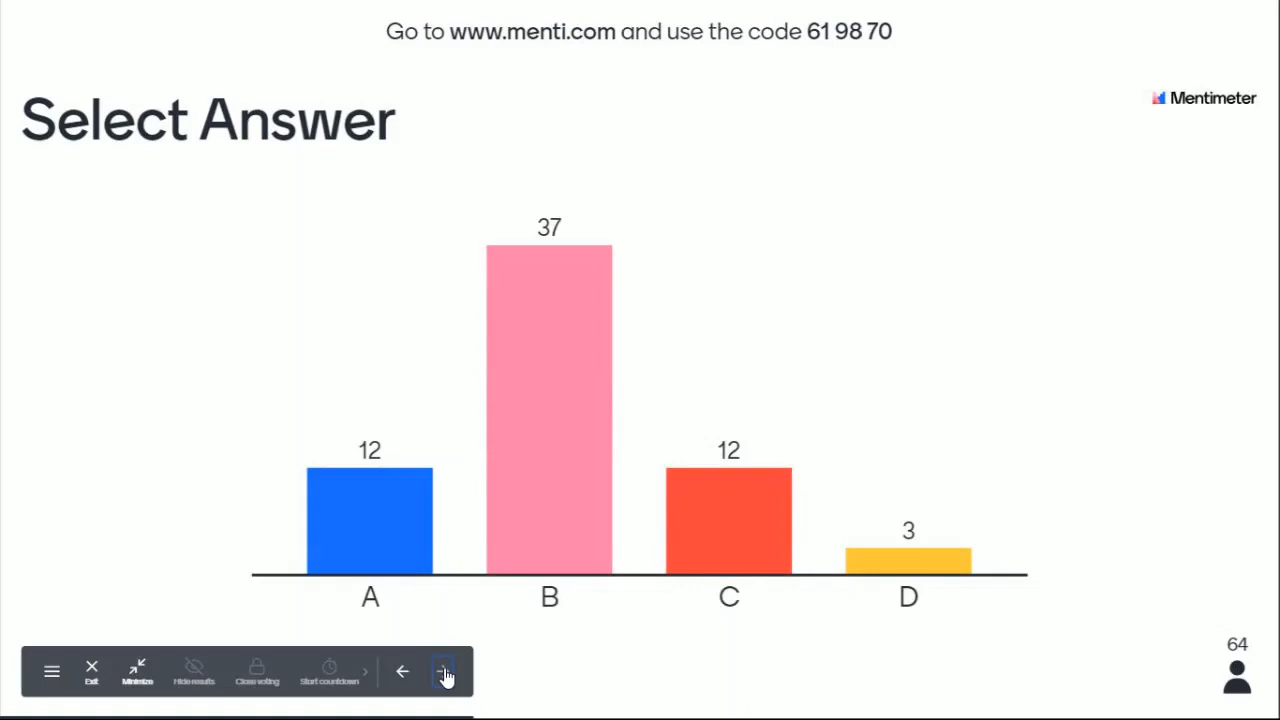 Go to www.menti.com and use the code 61 98 70
Select Answer
Mentimeter
37
12
12
3
A B C D
64
Exit Minimize Hide results Close voting Start countdown